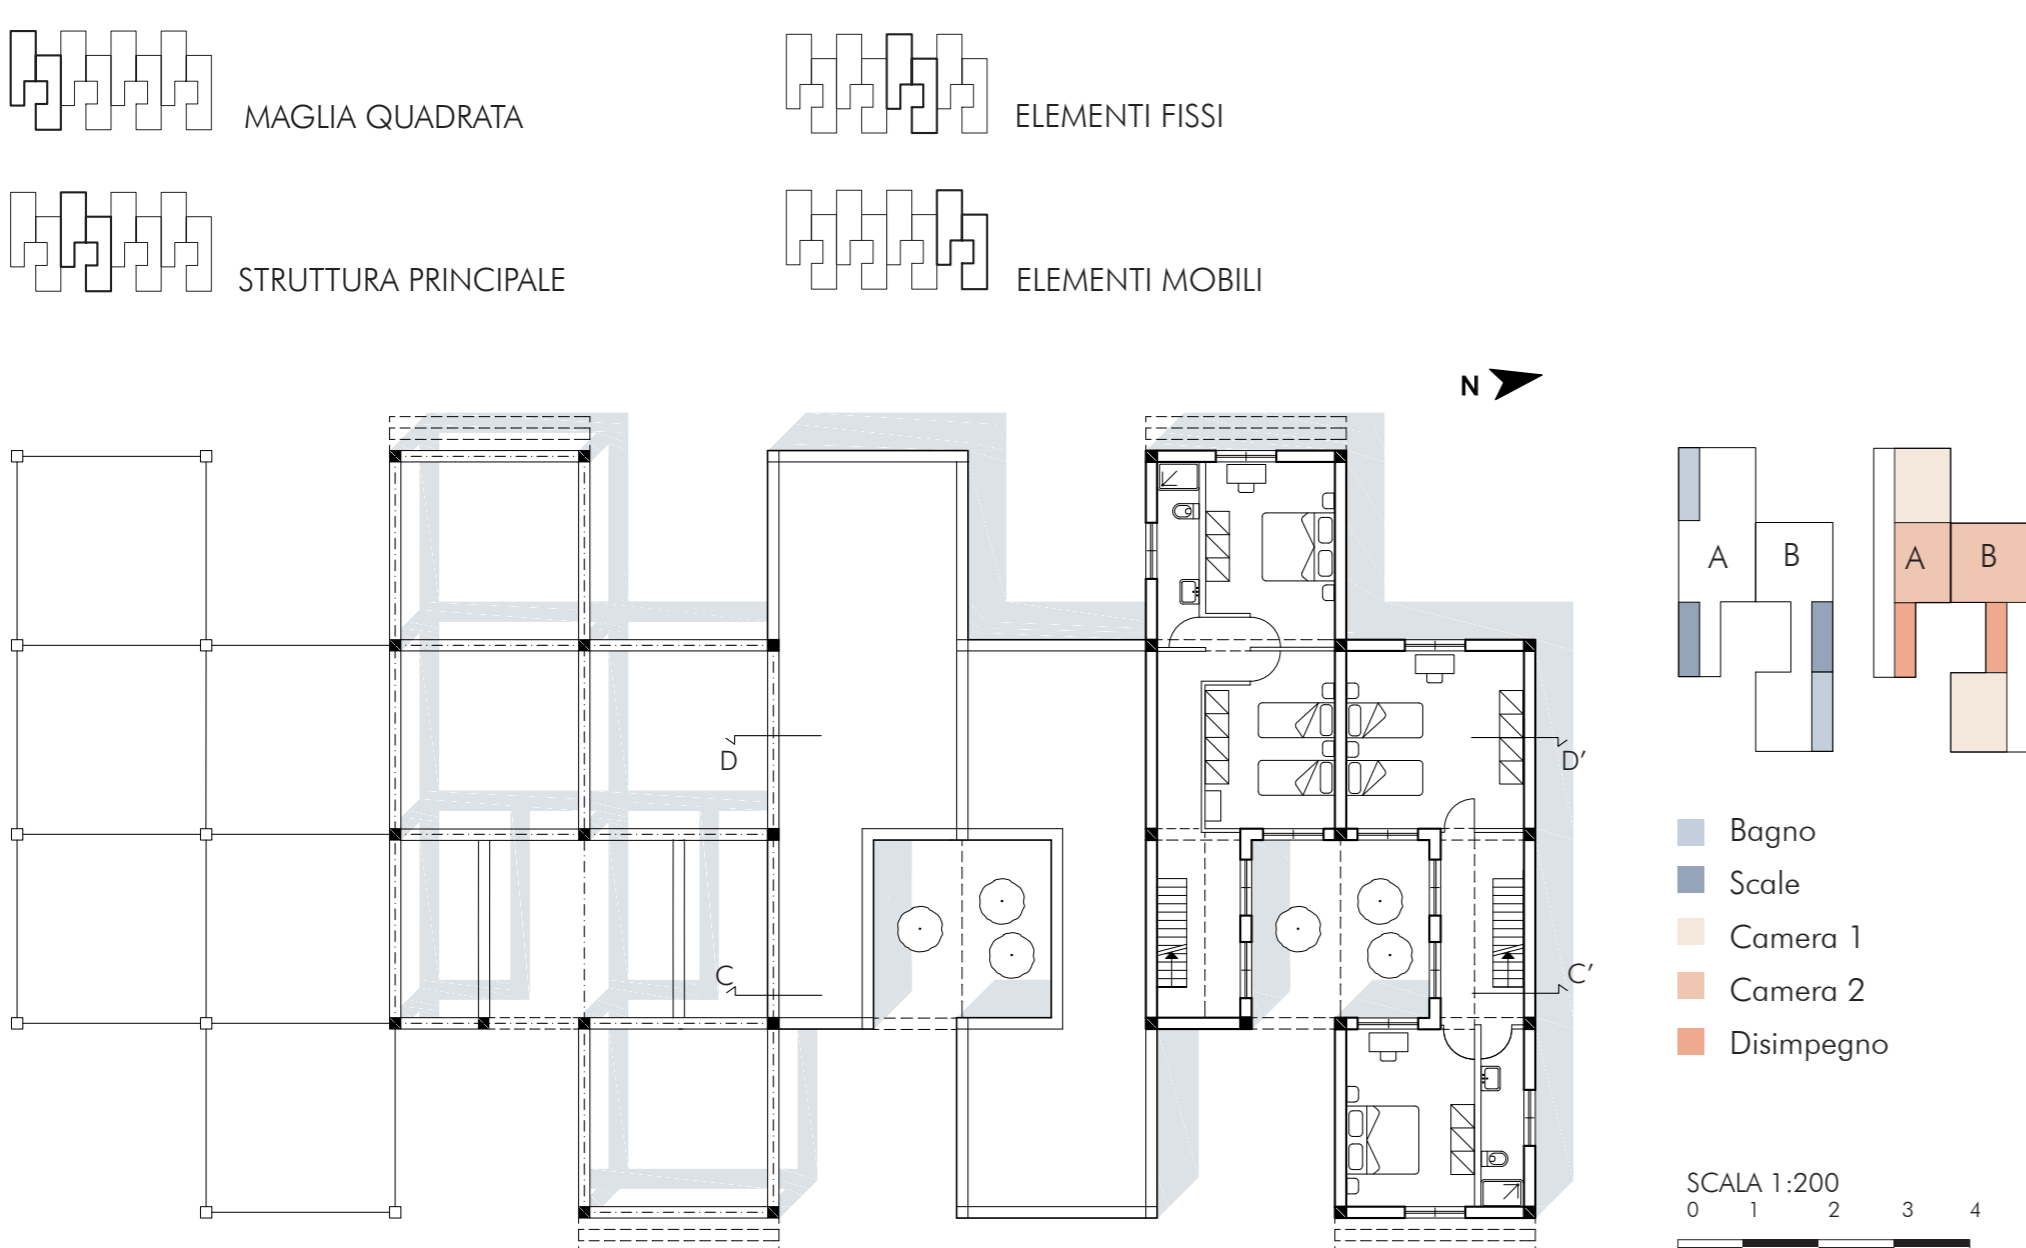 MAGLIA QUADRATA
ELEMENTI FISSI
STRUTTURA PRINCIPALE
ELEMENTI MOBILI
N
A B
A B
D
D'
C
C'
Bagno
Scale
Camera 1
Camera 2
Disimpegno
SCALA 1:200
0 1 2 3 4